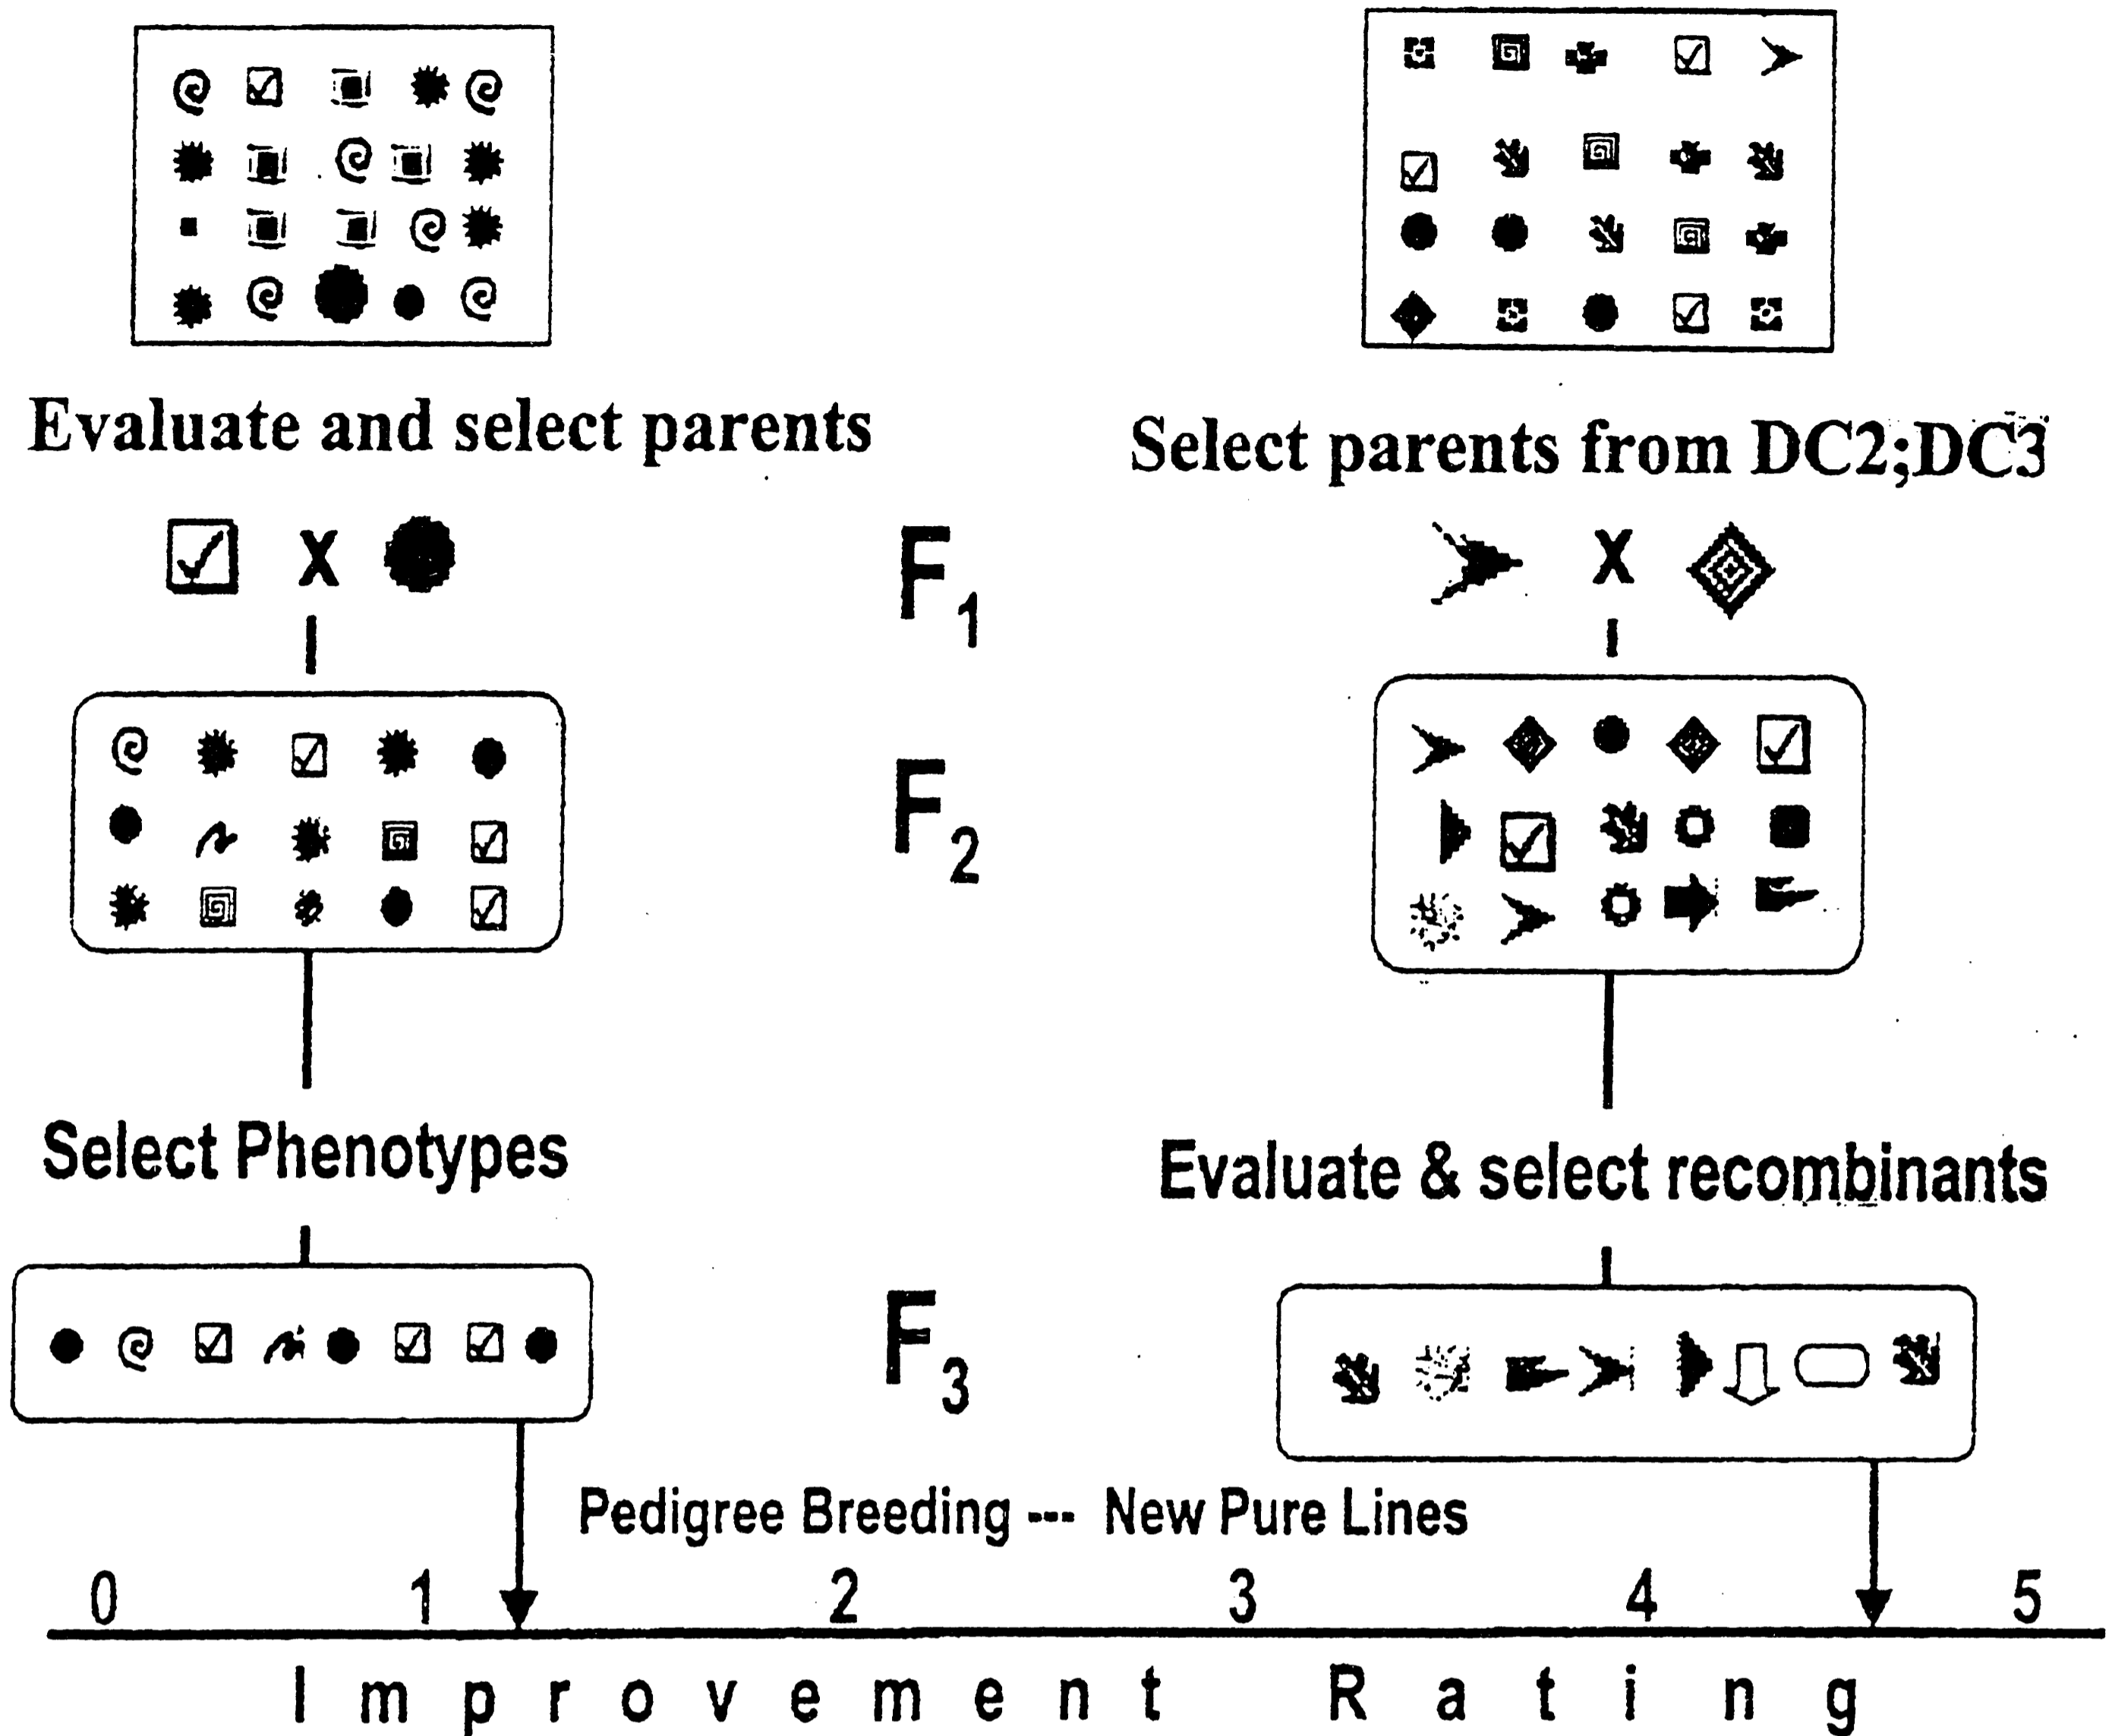 Evaluate and select parents
Select parents from DC2;DC3
X
F1
X
F2
Select Phenotypes
Evaluate & select recombinants
F3
Pedigree Breeding --- New Pure Lines
0 1 2 3 4 5
Improvement Rating